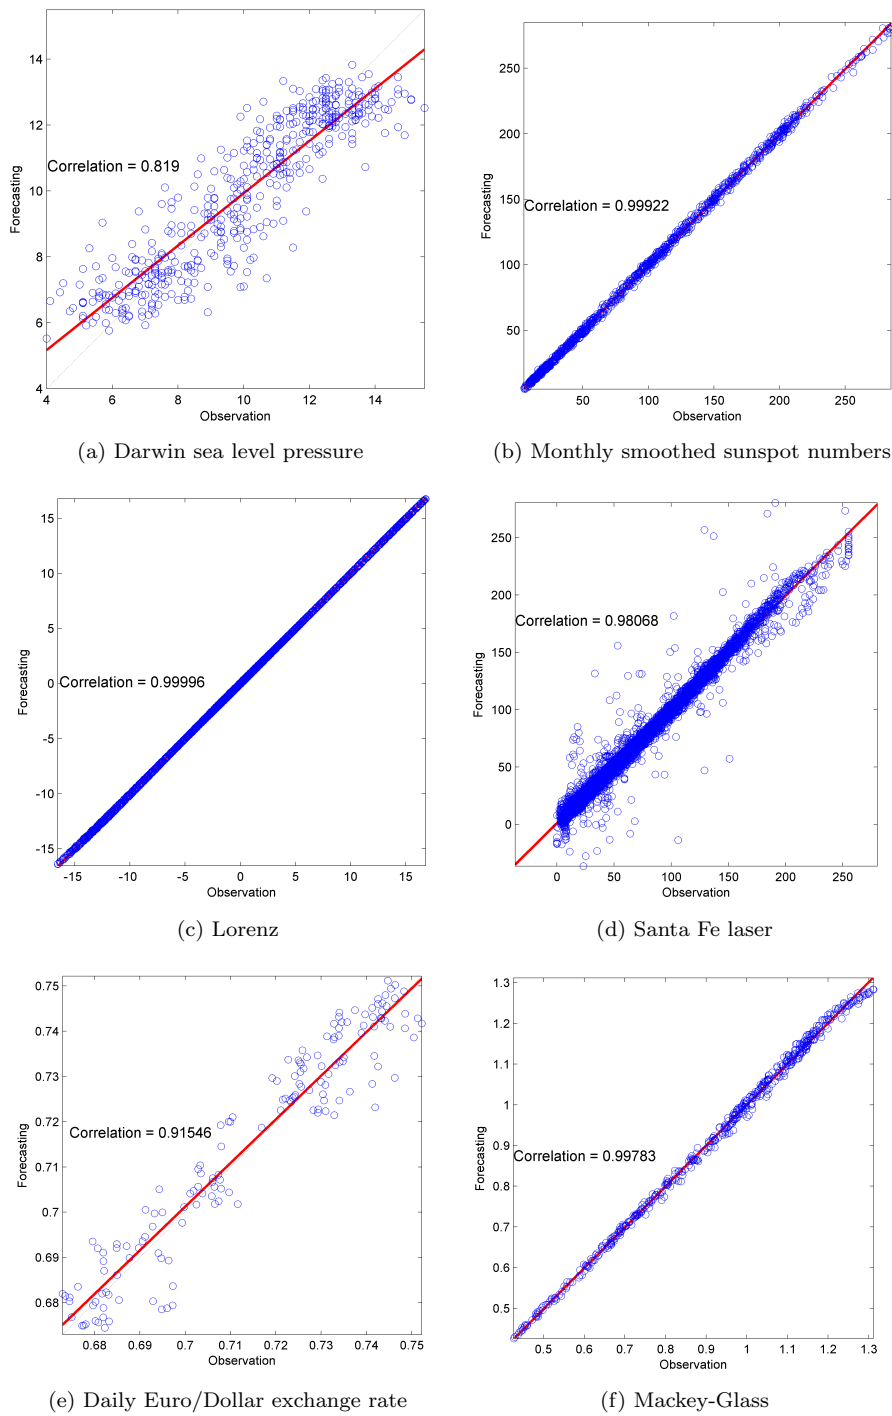 14
12
10
8
6
4
Forecasting
Correlation = 0.819
4 6 8 10 12 14
Observation
(a) Darwin sea level pressure
250
200
150
100
50
Forecasting
Correlation = 0.99922
50 100 150 200 250
Observation
(b) Monthly smoothed sunspot numbers
15
10
5
0
-5
-10
-15
Forecasting
Correlation = 0.99996
-15 -10 -5 0 5 10 15
Observation
(c) Lorenz
250
200
150
100
50
0
Forecasting
Correlation = 0.98068
0 50 100 150 200 250
Observation
(d) Santa Fe laser
0.75
0.74
0.73
0.72
0.71
0.7
0.69
0.68
Forecasting
Correlation = 0.91546
0.68 0.69 0.7 0.71 0.72 0.73 0.74 0.75
Observation
(e) Daily Euro/Dollar exchange rate
1.3
1.2
1.1
1
0.9
0.8
0.7
0.6
0.5
Forecasting
Correlation = 0.99783
0.5 0.6 0.7 0.8 0.9 1 1.1 1.2 1.3
Observation
(f) Mackey-Glass